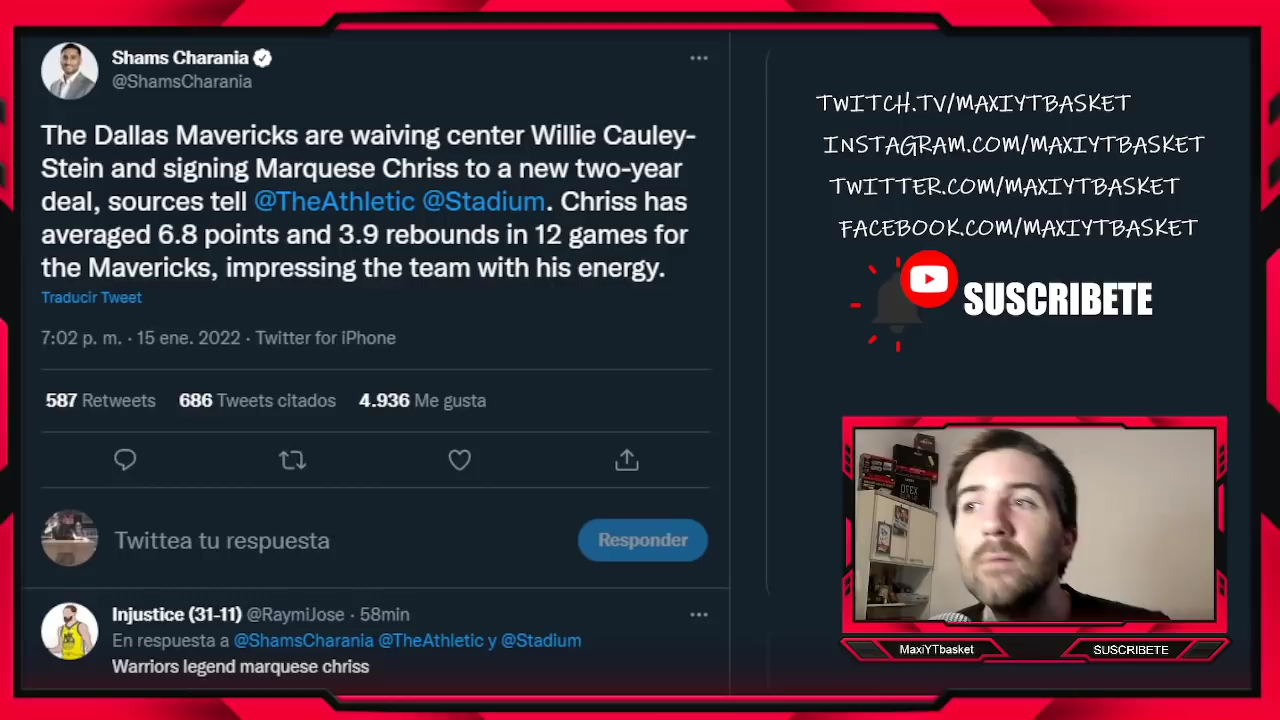 Shams Charania
@ShamsCharania
The Dallas Mavericks are waiving center Willie Cauley-
Stein and signing Marquese Chriss to a new two-year
deal, sources tell @TheAthletic @Stadium. Chriss has
averaged 6.8 points and 3.9 rebounds in 12 games for
the Mavericks, impressing the team with his energy.
Traducir Tweet
7:02 p. m. · 15 ene. 2022 · Twitter for iPhone
587 Retweets 686 Tweets citados 4.936 Me gusta
Twittea tu respuesta
Responder
Injustice (31-11) @RaymiJose · 58min
En respuesta a @ShamsCharania @TheAthletic y @Stadium
Warriors legend marquese chriss
TWITCH.TV/MAXIYTBASKET
INSTAGRAM.COM/MAXIYTBASKET
TWITTER.COM/MAXIYTBASKET
FACEBOOK.COM/MAXIYTBASKET
SUSCRIBETE
MaxiYTbasket
SUSCRIBETE